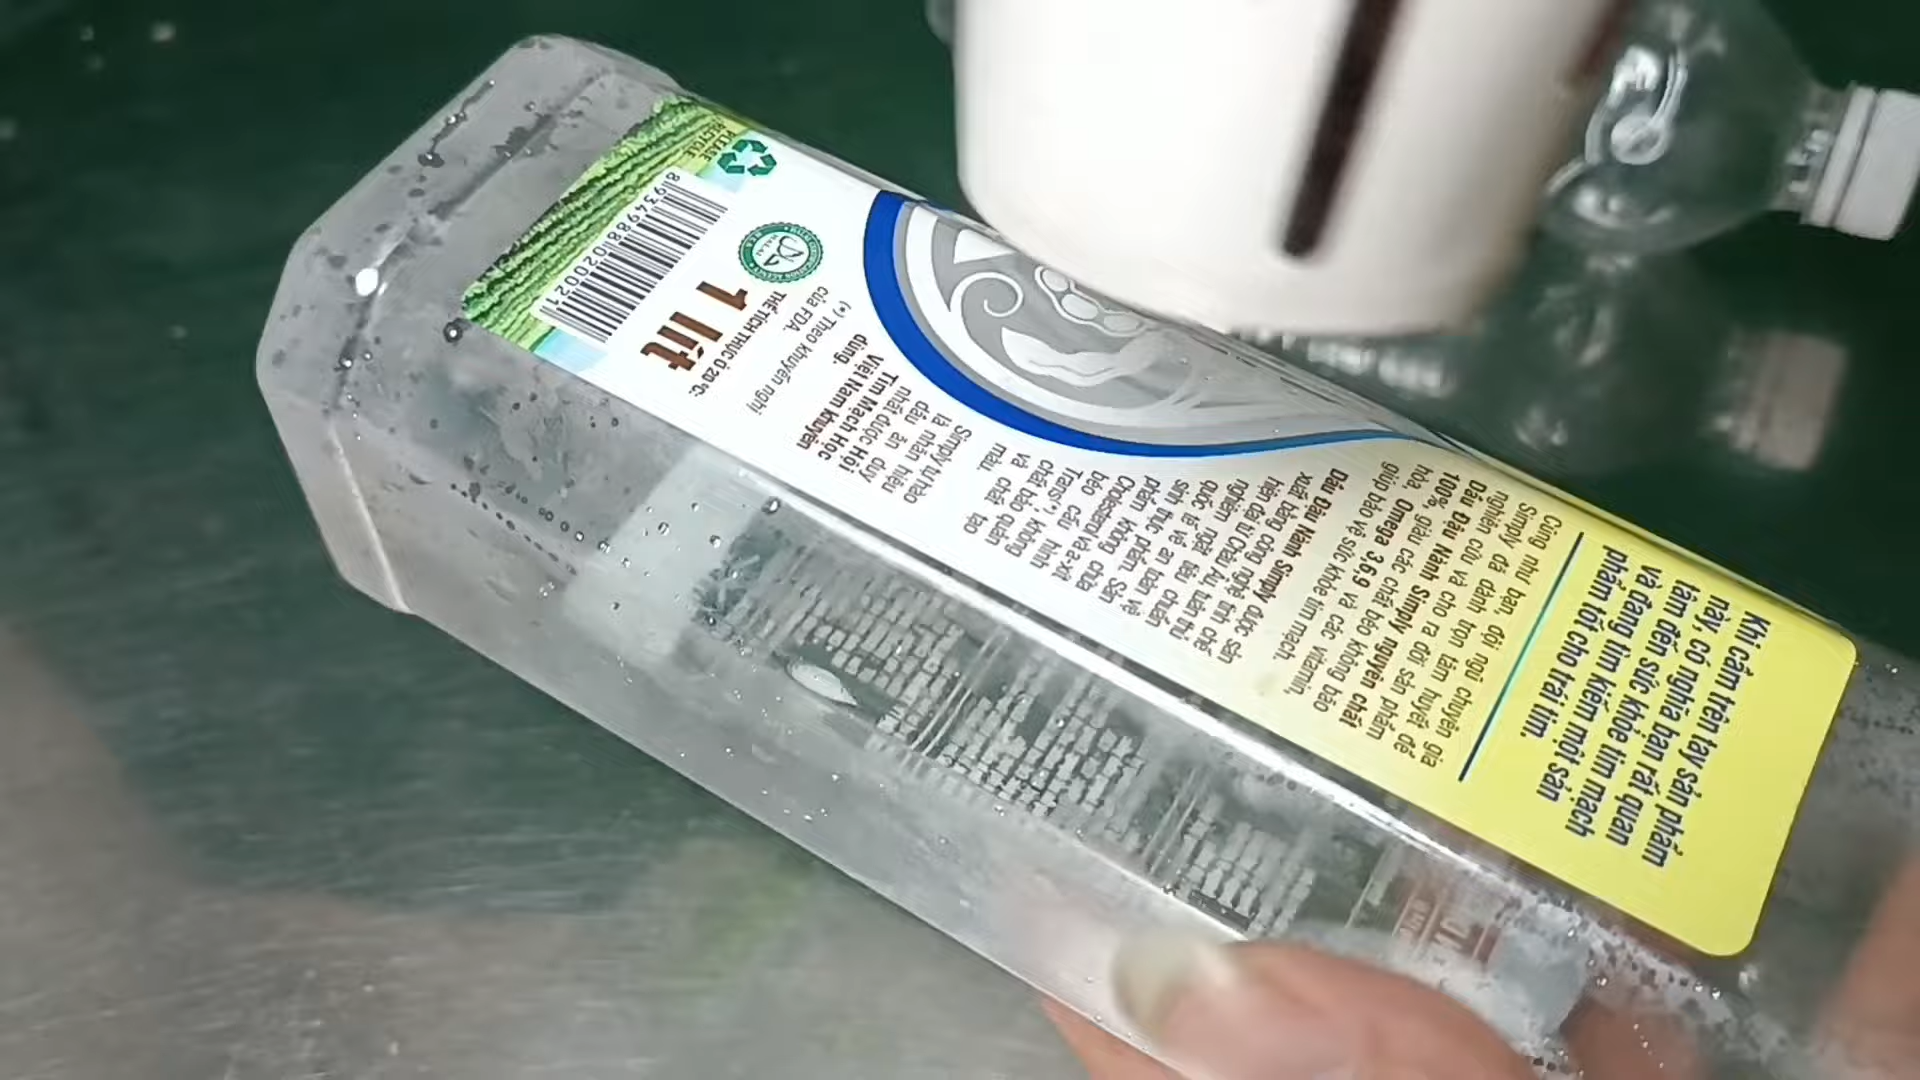 Khi cầm trên tay sản phẩm
này, có nghĩa bạn rất quan
tâm đến sức khỏe tim mạch
và đang tìm kiếm một sản
phẩm tốt cho trái tim.
Cũng như bạn, đội ngũ chuyên gia
Simply đã dành trọn tâm huyết để
nghiên cứu và cho ra đời sản phẩm
Dầu Đậu Nành Simply nguyên chất
100%, giàu các chất béo không bão
hòa, Omega 3,6,9 và các vitamin,
giúp bảo vệ sức khỏe tim mạch.
Dầu Đậu Nành Simply được sản
xuất bằng công nghệ tinh chế
hiện đại từ Châu Âu, tuân thủ
nghiêm ngặt tiêu chuẩn
quốc tế về an toàn vệ
sinh thực phẩm. Sản
phẩm không chứa
Cholesterol và a-xít
béo cấu hình
Trans(*), không
chất bảo quản
và chất tạo
màu.
Simply tự hào
là nhãn hiệu
dầu ăn duy
nhất được Hội
Tim Mạch Học
Việt Nam khuyên
dùng.
(*) Theo khuyến nghị
của FDA.
THỂ TÍCH THỰC Ở 20°C:
1 lít
HALAL
8934988020021
PLEASE
RECYCLE